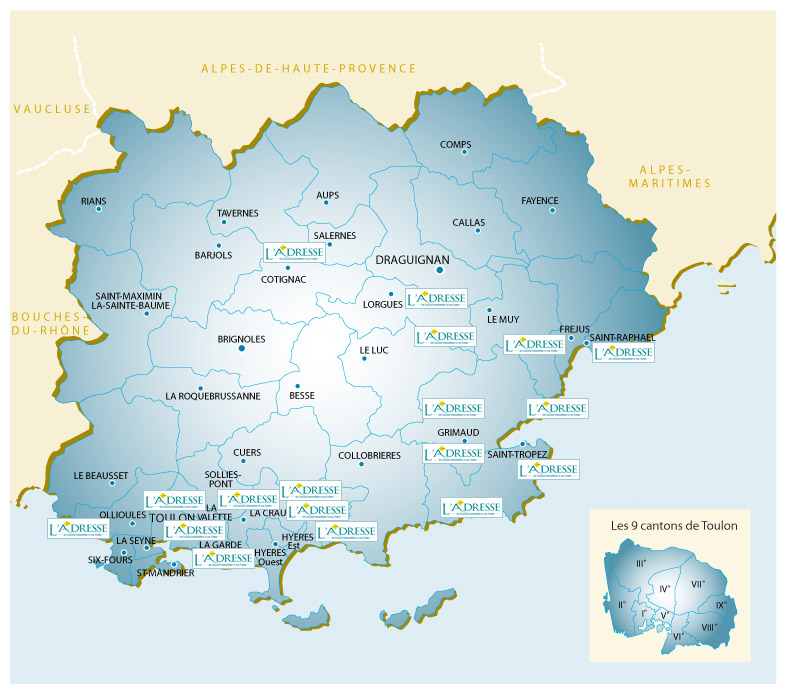 ALPES-DE-HAUTE-PROVENCE
VAUCLUSE
COMPS
ALPES-
MARITIMES
RIANS
AUPS
FAYENCE
TAVERNES
CALLAS
SALERNES
BARJOLS
L'ADRESSE
DRAGUIGNAN
COTIGNAC
SAINT-MAXIMIN
LA-SAINTE-BAUME
LORGUES
L'ADRESSE
BOUCHES-
DU-RHÔNE
LE MUY
FREJUS
BRIGNOLES
L'ADRESSE
SAINT-RAPHAEL
L'ADRESSE
L'ADRESSE
LE LUC
LA ROQUEBRUSSANNE
BESSE
L'ADRESSE
L'ADRESSE
GRIMAUD
CUERS
COLLOBRIERES
L'ADRESSE
SAINT-TROPEZ
LE BEAUSSET
SOLLIES-
PONT
L'ADRESSE
L'ADRESSE
L'ADRESSE
L'ADRESSE
L'ADRESSE
LA
VALETTE
OLLIOULES
TOULON
LA CRAU
L'ADRESSE
L'ADRESSE
L'ADRESSE
L'ADRESSE
LA SEYNE
LA GARDE
HYERES
Est
SIX-FOURS
L'ADRESSE
HYERES
Ouest
ST-MANDRIER
Les 9 cantons de Toulon
III°
IV°
VII°
II°
I°
V°
IX°
VI°
VIII°